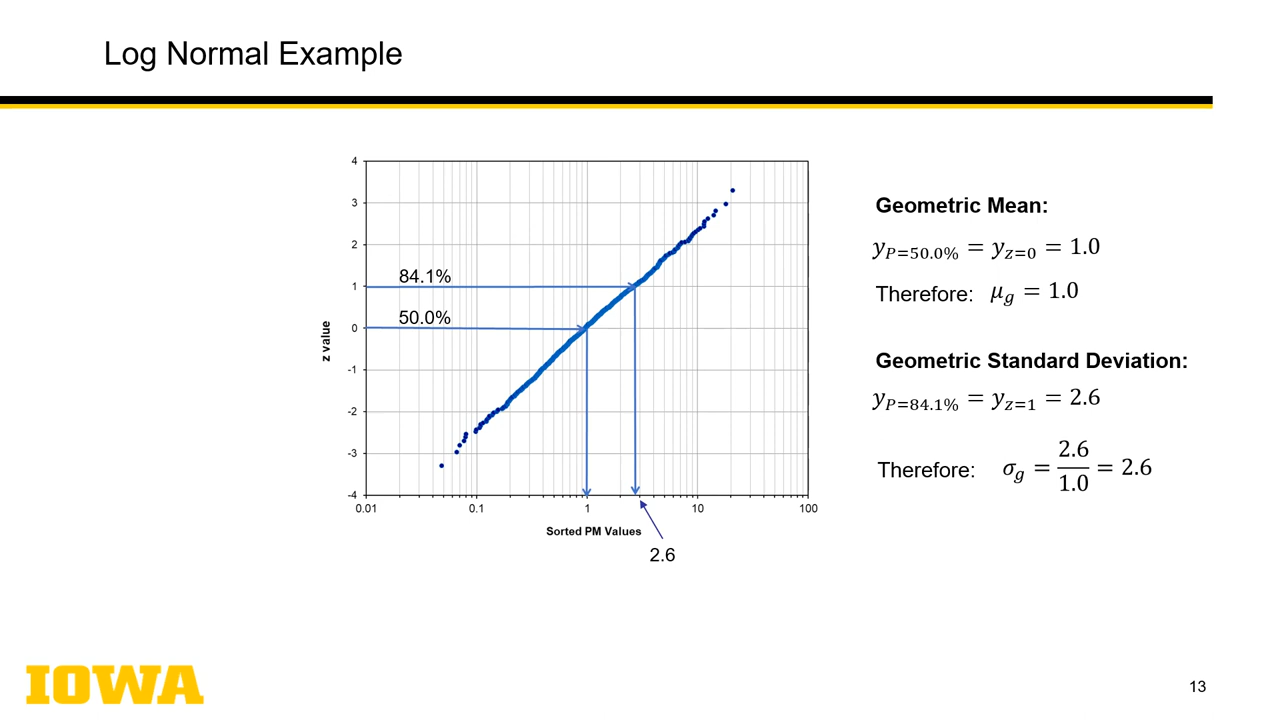 Log Normal Example
4
3
2
1
0
-1
-2
-3
-4
z value
84.1%
50.0%
0.01 0.1 1 10 100
Sorted PM Values
2.6
Geometric Mean:
y_{P=50.0%} = y_{z=0} = 1.0
Therefore: μ_g = 1.0
Geometric Standard Deviation:
y_{P=84.1%} = y_{z=1} = 2.6
Therefore: σ_g = 2.6/1.0 = 2.6
IOWA
13